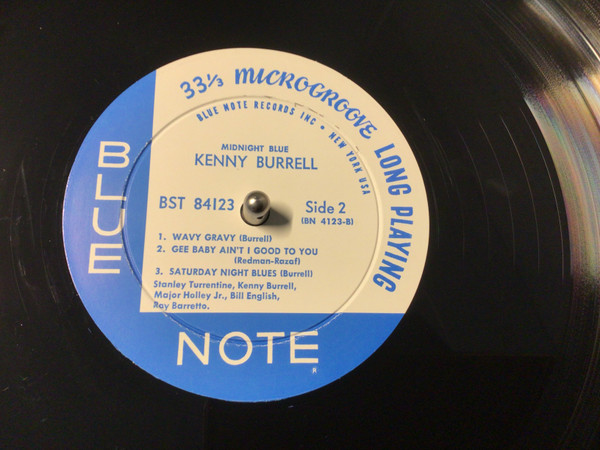 33⅓ MICROGROOVE LONG PLAYING
BLUE NOTE RECORDS INC • NEW YORK USA
MIDNIGHT BLUE
KENNY BURRELL
BST 84123
Side 2
(BN 4123-B)
1. WAVY GRAVY (Burrell)
2. GEE BABY AIN'T I GOOD TO YOU
(Redman-Razaf)
3. SATURDAY NIGHT BLUES (Burrell)
Stanley Turrentine, Kenny Burrell,
Major Holley Jr., Bill English,
Ray Barretto.
BLUE
NOTE